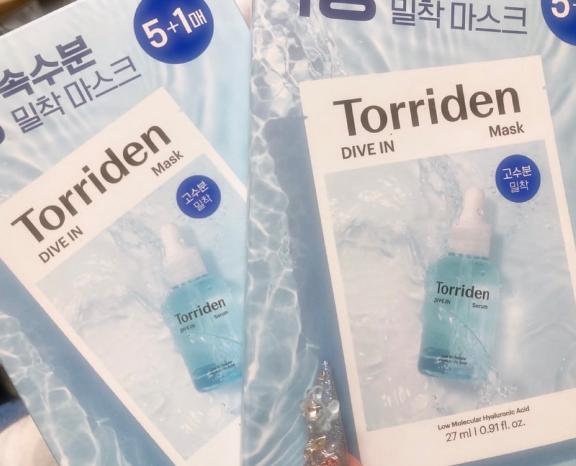 5+1매
속수분
밀착 마스크
Torriden
DIVE IN
Mask
고수분
밀착
Torriden
DIVE IN
Serum
밀착 마스크
Torriden
DIVE IN
Mask
고수분
밀착
Torriden
DIVE IN
Serum
Low Molecular Hyaluronic Acid
27 ml | 0.91 fl. oz.